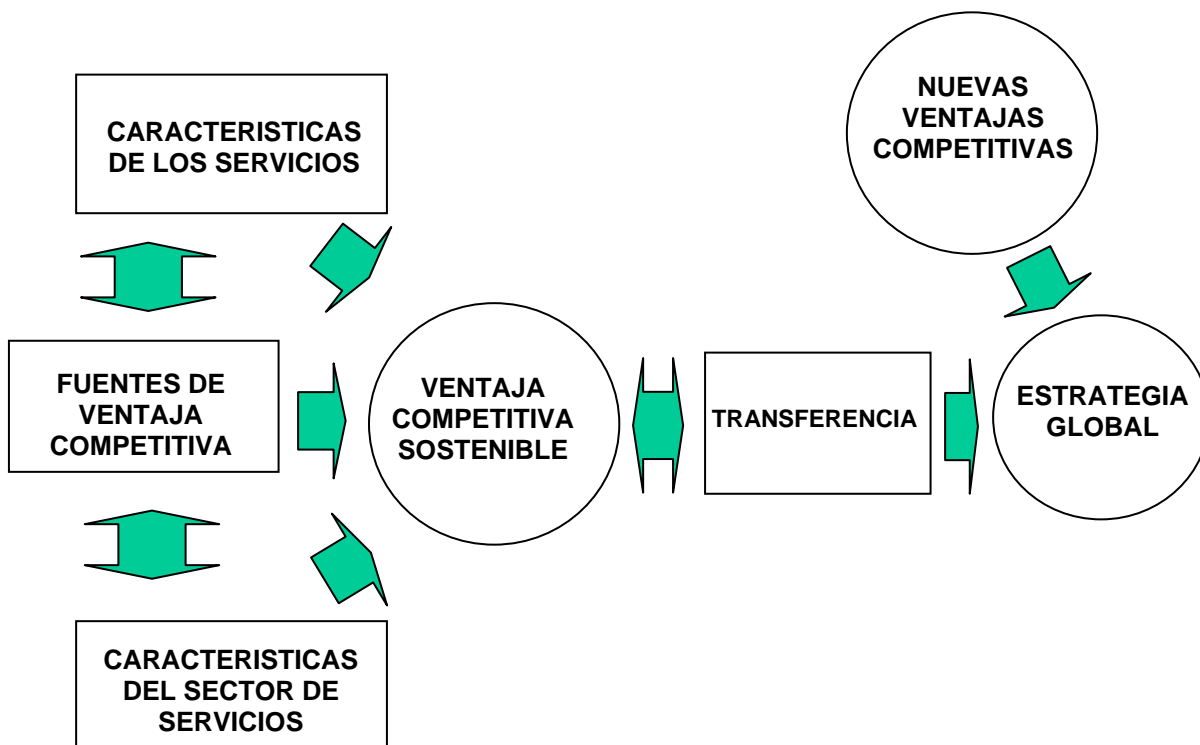 CARACTERISTICAS
DE LOS SERVICIOS
NUEVAS
VENTAJAS
COMPETITIVAS
FUENTES DE
VENTAJA
COMPETITIVA
VENTAJA
COMPETITIVA
SOSTENIBLE
TRANSFERENCIA
ESTRATEGIA
GLOBAL
CARACTERISTICAS
DEL SECTOR DE
SERVICIOS